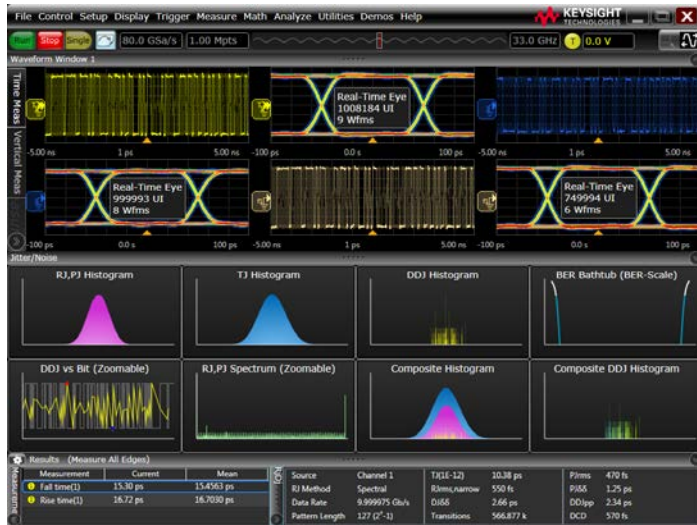 File Control Setup Display Trigger Measure Math Analyze Utilities Demos Help
KEYSIGHT TECHNOLOGIES
Run Stop Single 80.0 GSa/s 1.00 Mpts 33.0 GHz T 0.0 V
Waveform Window 1
Time Meas
Vertical Meas
Real-Time Eye
1008184 UI
9 Wfms
-5.00 ns 1 ps 5.00 ns 0.0 s 100 ps -5.00 ns 1 ps 5.00 ns
Real-Time Eye
999993 UI
8 Wfms
Real-Time Eye
749994 UI
6 Wfms
-100 ps 0.0 s 100 ps -5.00 ns 1 ps 5.00 ns -100 ps 0.0 s 100 ps
Jitter/Noise
RJ,PJ Histogram TJ Histogram DDJ Histogram BER Bathtub (BER-Scale)
DDJ vs Bit (Zoomable) RJ,PJ Spectrum (Zoomable) Composite Histogram Composite DDJ Histogram
Results (Measure All Edges)
Measurement Current Mean
Fall time(1) 15.30 ps 15.4563 ps
Rise time(1) 16.72 ps 16.7030 ps
Source Channel 1 TJ(1E-12) 10.38 ps PJrms 470 fs
RJ Method Spectral RJrms,narrow 550 fs PJδδ 1.25 ps
Data Rate 9.999975 Gb/s DJδδ 2.66 ps DDJpp 2.34 ps
Pattern Length 127 (2⁷-1) Transitions 566.877 k DCD 570 fs